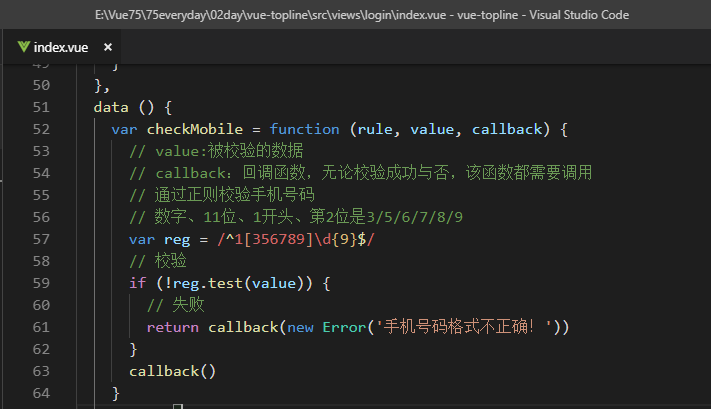 E:\Vue75\75everyday\02day\vue-topline\src\views\login\index.vue - vue-topline - Visual Studio Code
index.vue ×
49 ]
50 },
51 data () {
52 var checkMobile = function (rule, value, callback) {
53 // value:被校验的数据
54 // callback：回调函数，无论校验成功与否，该函数都需要调用
55 // 通过正则校验手机号码
56 // 数字、11位、1开头、第2位是3/5/6/7/8/9
57 var reg = /^1[356789]\d{9}$/
58 // 校验
59 if (!reg.test(value)) {
60 // 失败
61 return callback(new Error('手机号码格式不正确！'))
62 }
63 callback()
64 }